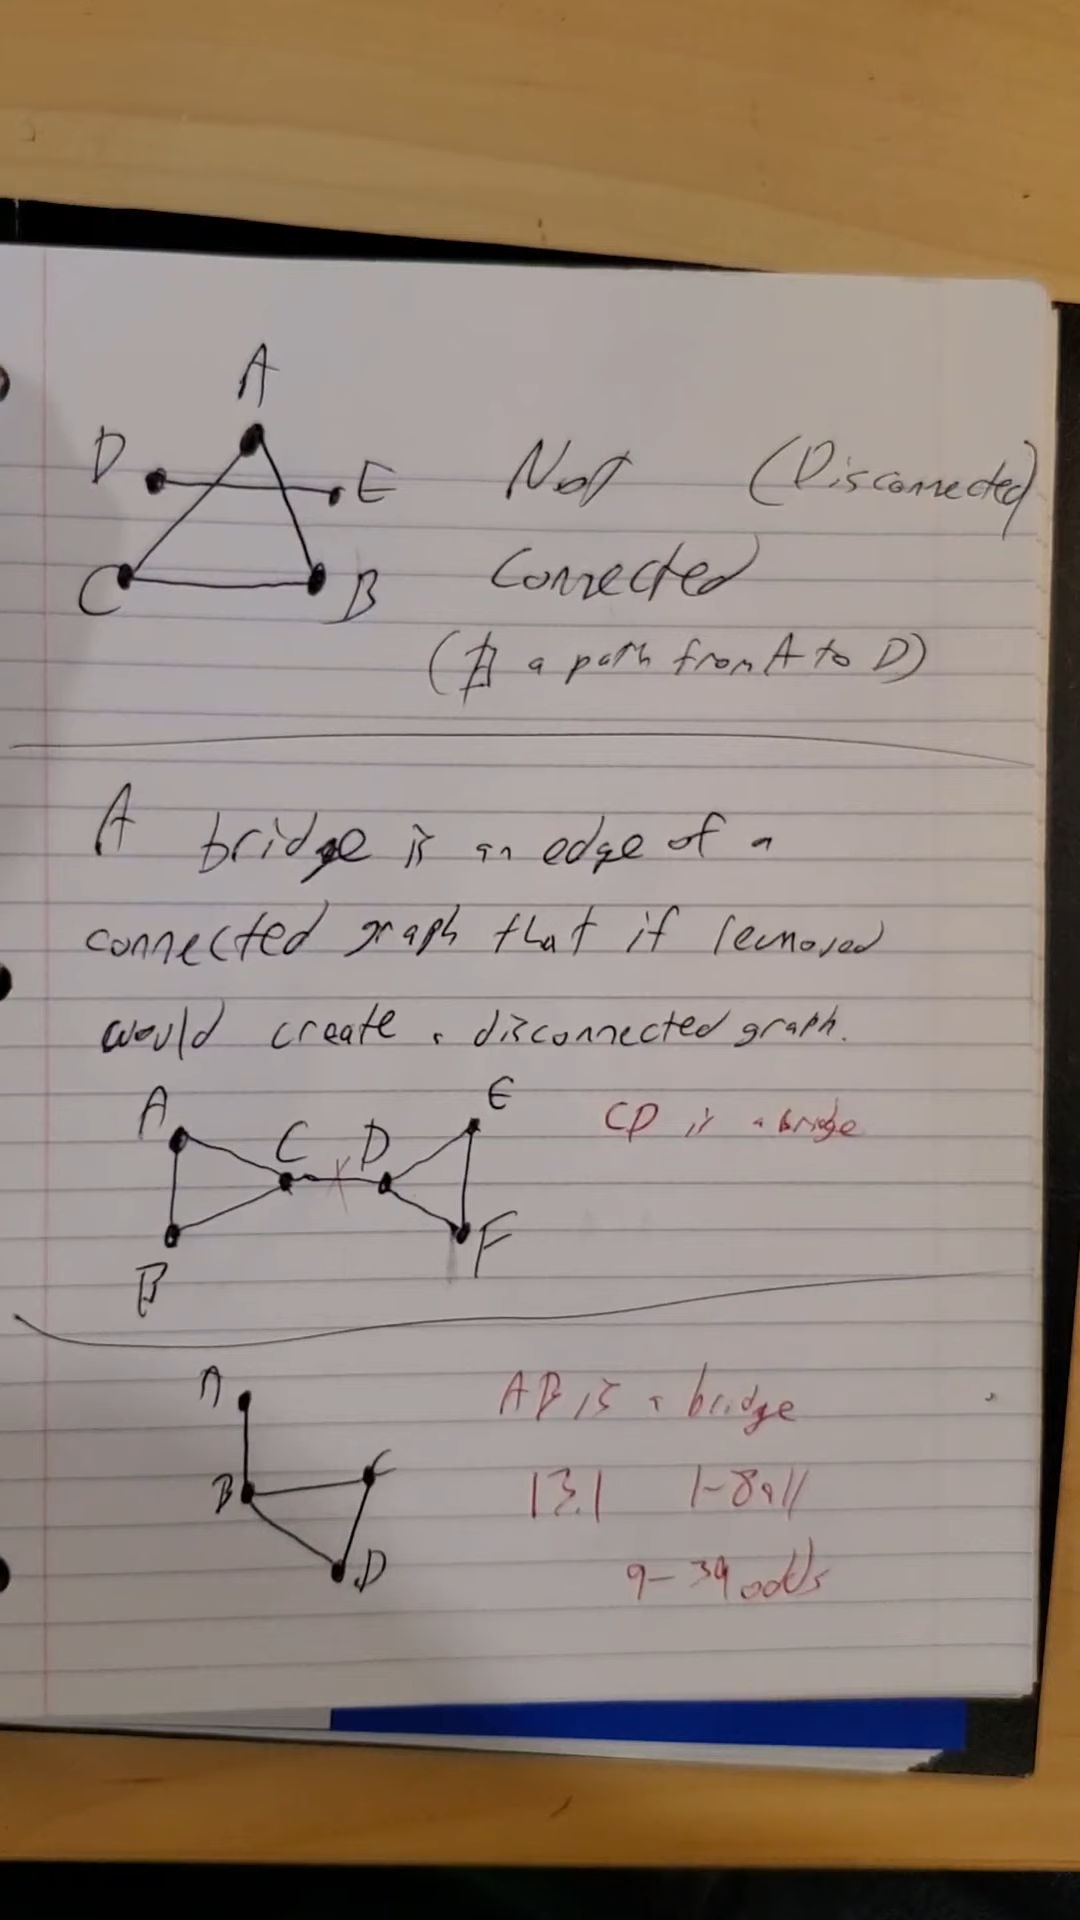 A
D
E
Not (Disconnected)
C
B
Connected
(∄ a path from A to D)
A bridge is an edge of a
connected graph that if removed
would create a disconnected graph.
A
C D
E
CD is a bridge
B
F
A
AB is a bridge
B
C
13.1 1-8 all
D
9-39 odds